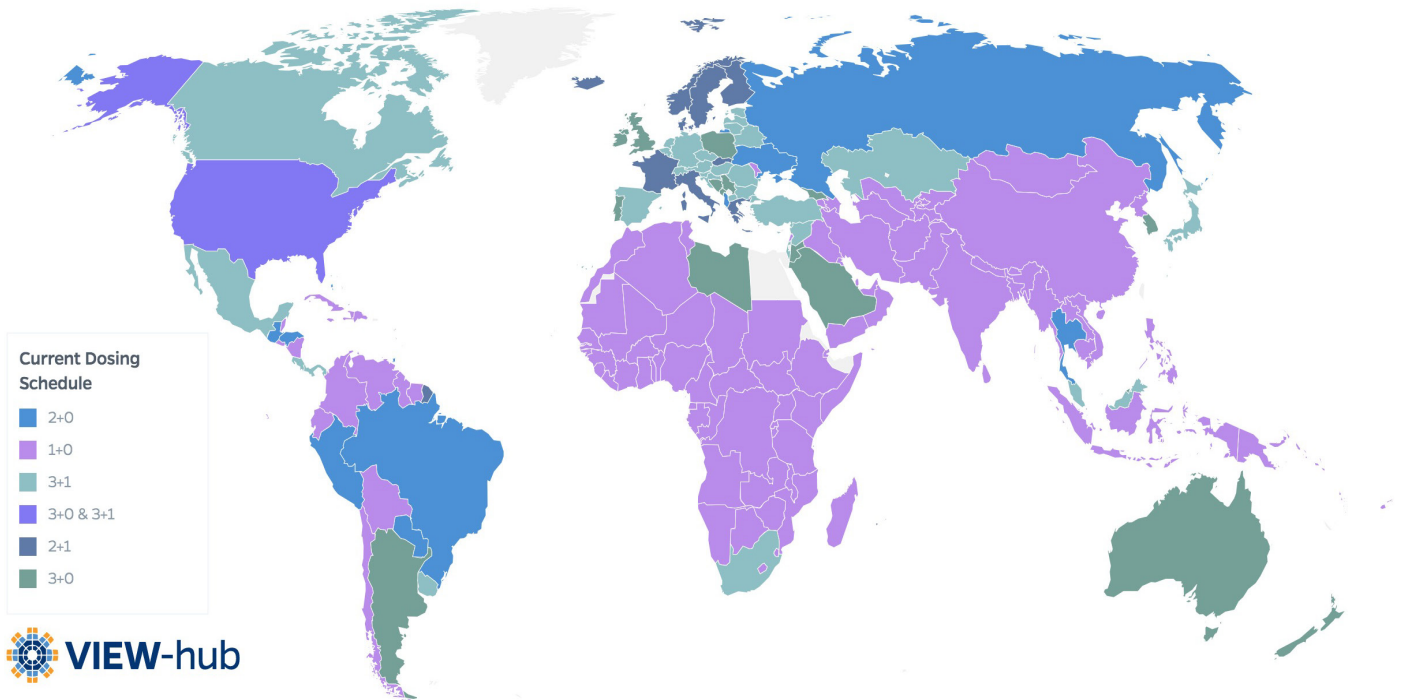 Current Dosing
Schedule
2+0
1+0
3+1
3+0 & 3+1
2+1
3+0
VIEW-hub